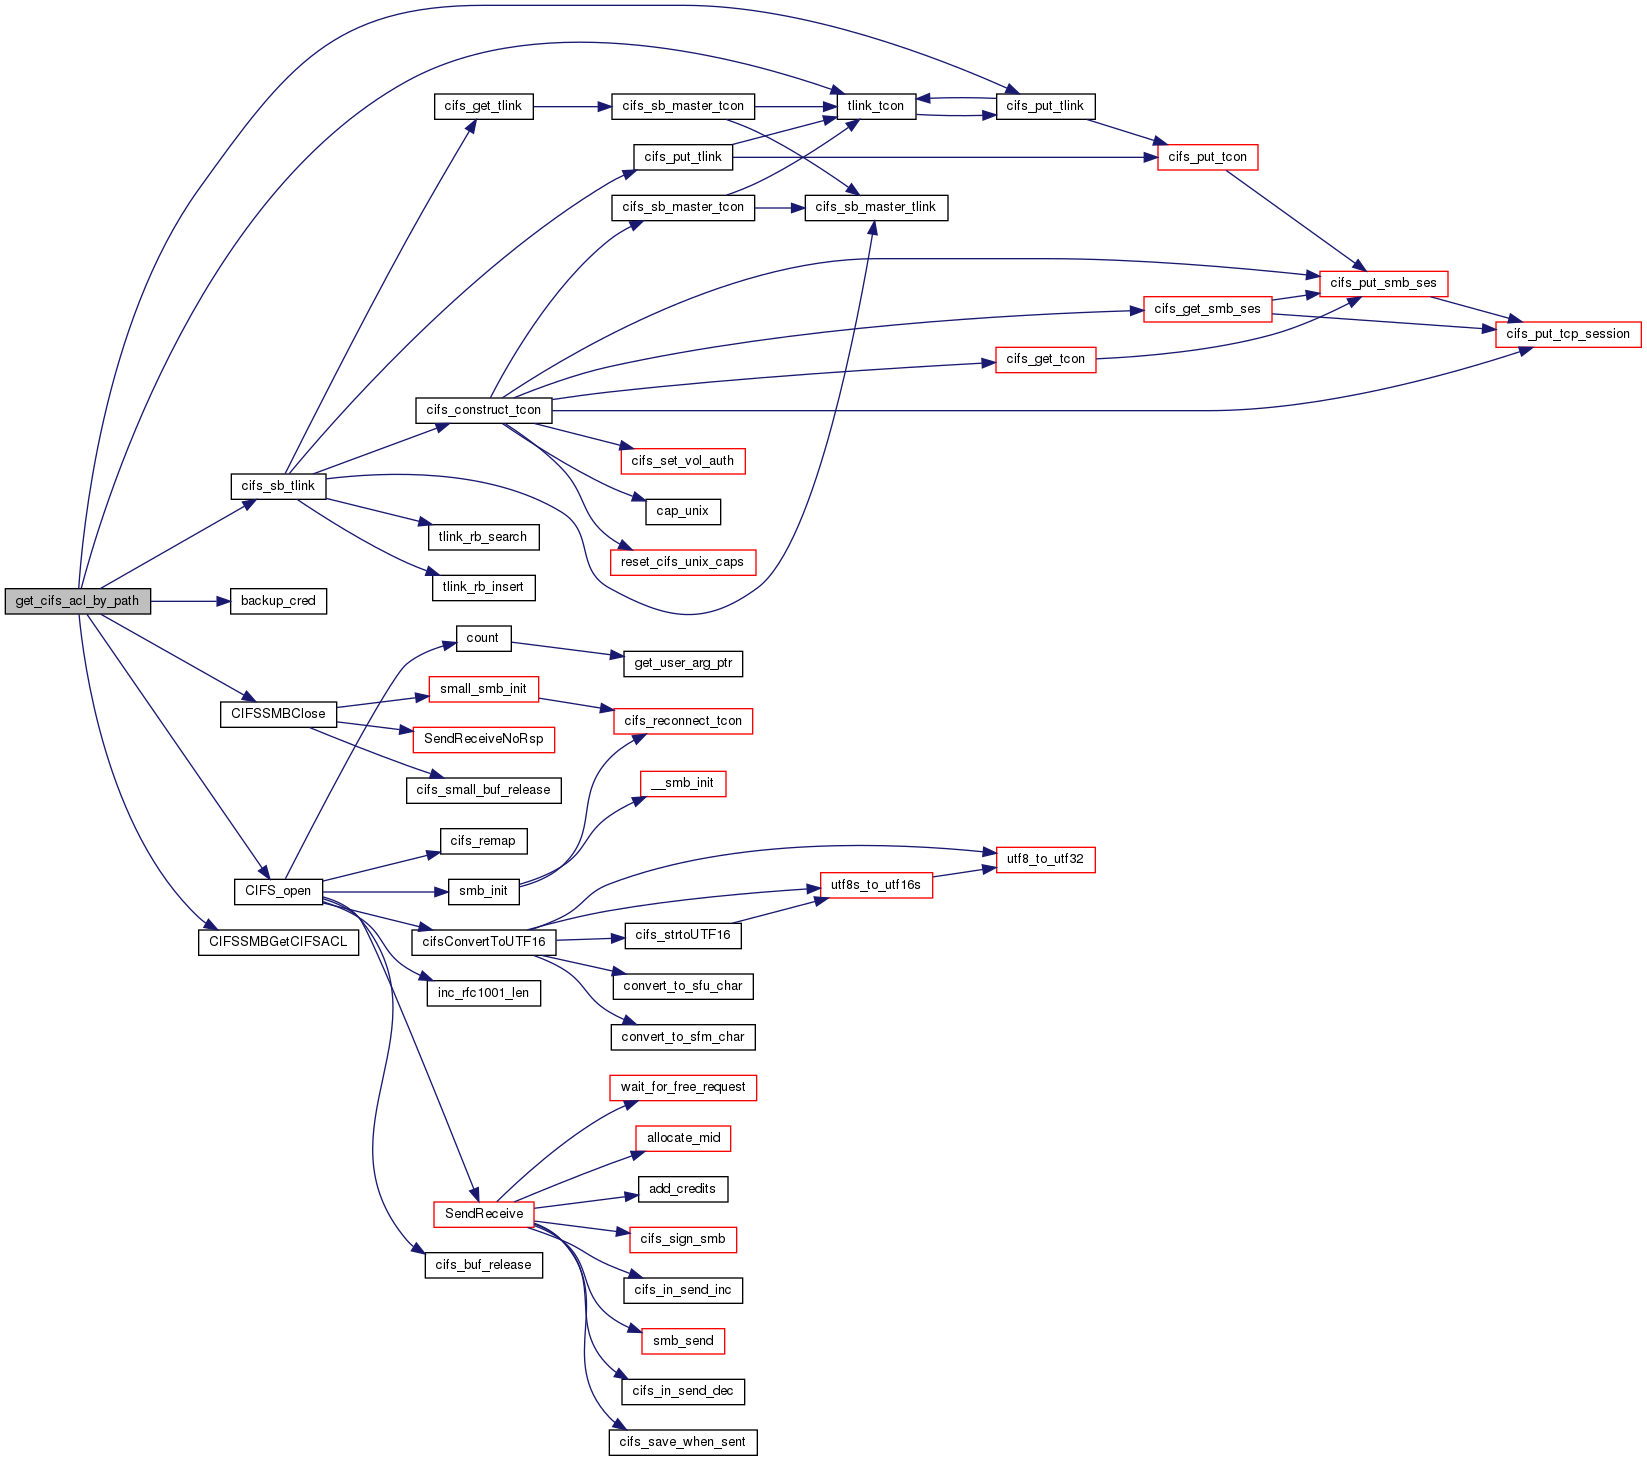 cifs_get_tlink
cifs_sb_master_tcon
tlink_tcon
cifs_put_tlink
cifs_put_tlink
cifs_put_tcon
cifs_sb_master_tcon
cifs_sb_master_tlink
cifs_put_smb_ses
cifs_get_smb_ses
cifs_put_tcp_session
cifs_get_tcon
cifs_construct_tcon
cifs_set_vol_auth
cifs_sb_tlink
cap_unix
tlink_rb_search
reset_cifs_unix_caps
tlink_rb_insert
get_cifs_acl_by_path
backup_cred
count
get_user_arg_ptr
small_smb_init
CIFSSMBClose
cifs_reconnect_tcon
SendReceiveNoRsp
__smb_init
cifs_small_buf_release
cifs_remap
utf8_to_utf32
CIFS_open
smb_init
utf8s_to_utf16s
CIFSSMBGetCIFSACL
cifsConvertToUTF16
cifs_strtoUTF16
convert_to_sfu_char
inc_rfc1001_len
convert_to_sfm_char
wait_for_free_request
allocate_mid
add_credits
SendReceive
cifs_sign_smb
cifs_buf_release
cifs_in_send_inc
smb_send
cifs_in_send_dec
cifs_save_when_sent